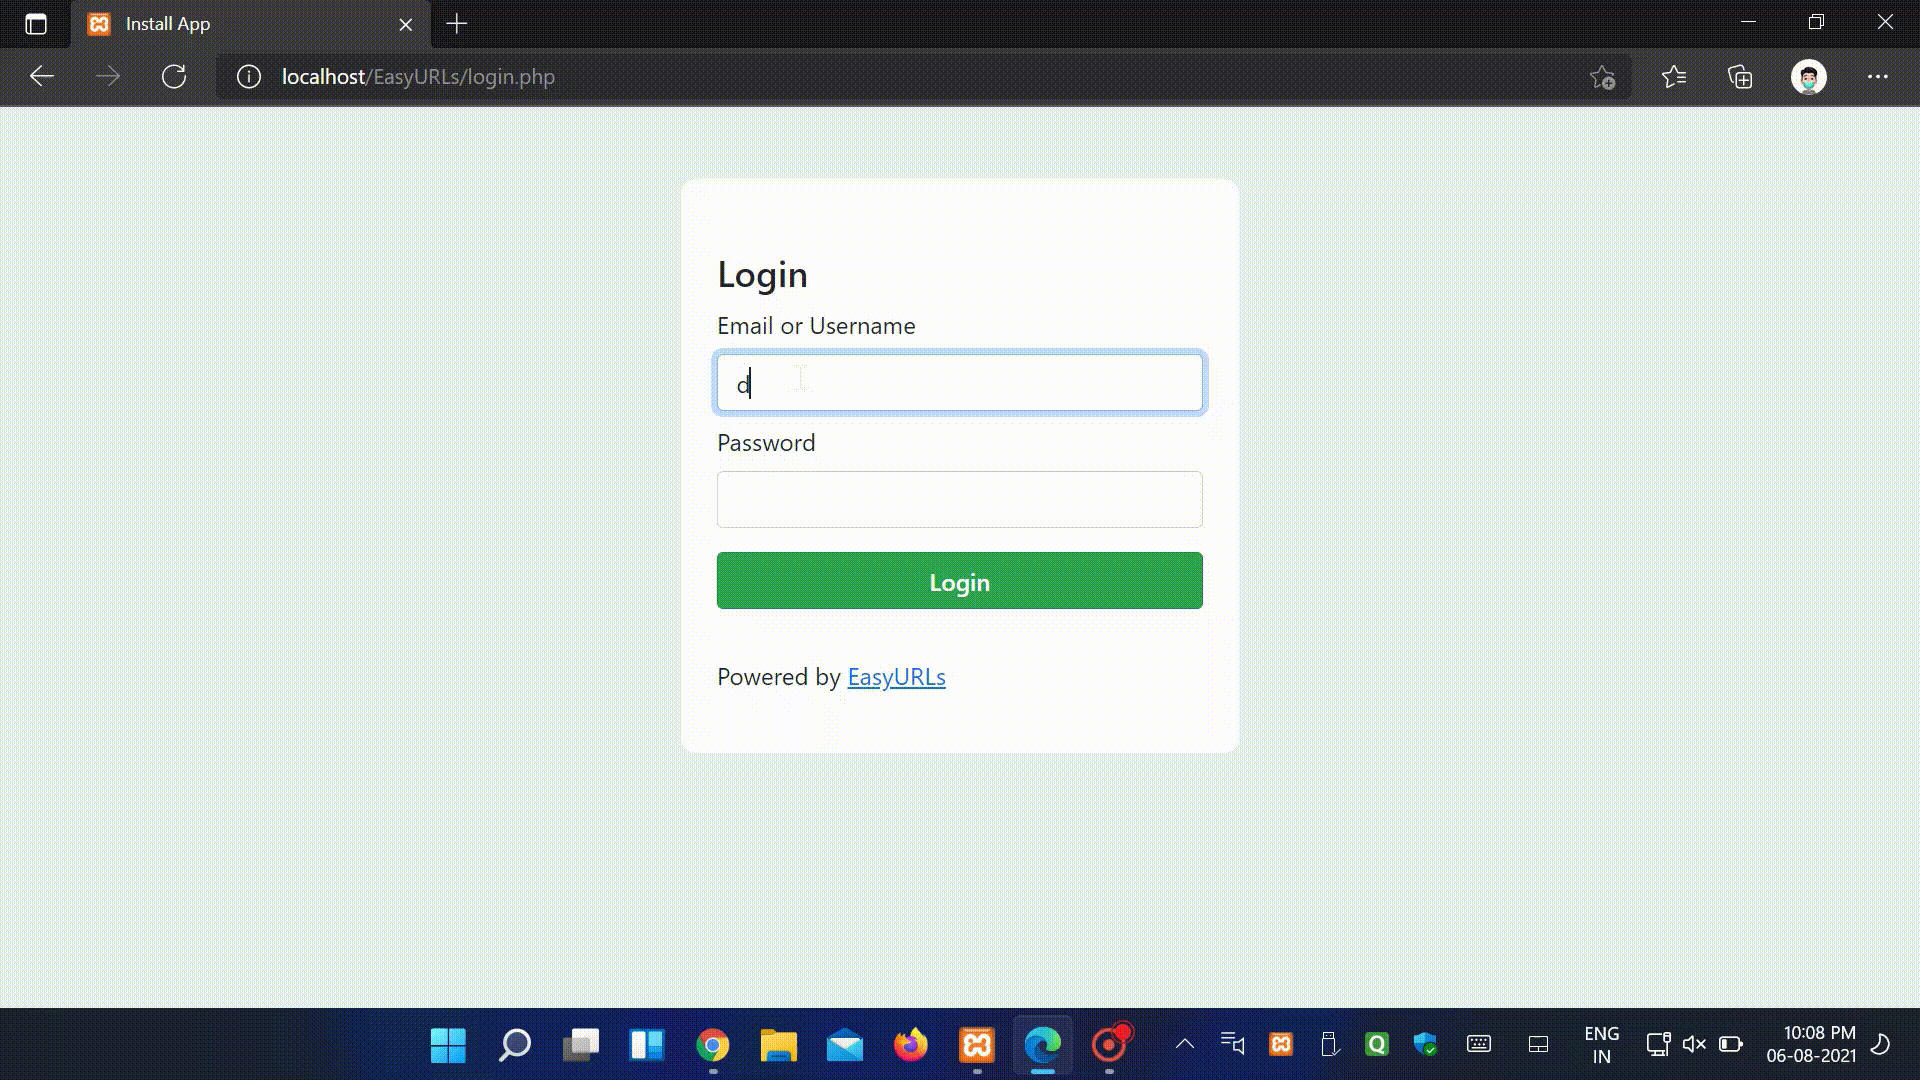 Install App
localhost/EasyURLs/login.php
Login
Email or Username
d
Password
Login
Powered by EasyURLs
ENG
IN
10:08 PM
06-08-2021